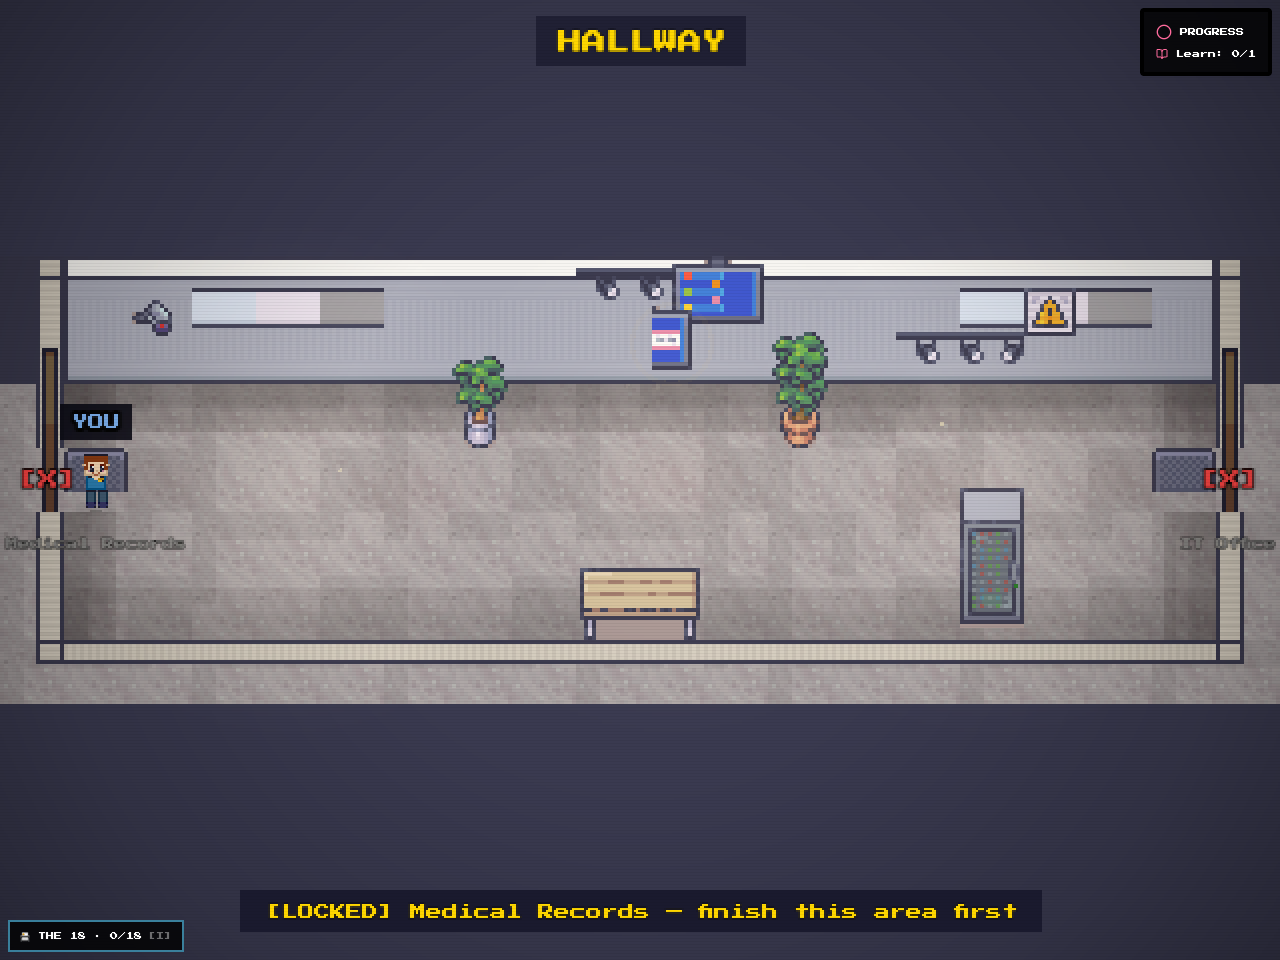 HALLWAY
PROGRESS
Learn: 0/1
YOU
[X]
[X]
Medical Records
IT Office
[LOCKED] Medical Records — finish this area first
THE 18 · 0/18 [I]